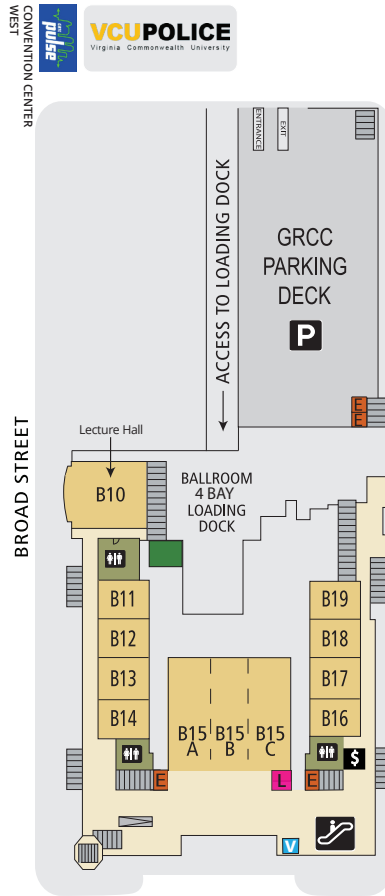 CONVENTION CENTER
WEST
GRTC
pulse
VCUPOLICE
Virginia Commonwealth University
ENTRANCE
EXIT
ACCESS TO LOADING DOCK
GRCC
PARKING
DECK
P
E
E
BROAD STREET
Lecture Hall
B10
BALLROOM
4 BAY
LOADING
DOCK
B11
B12
B13
B14
B19
B18
B17
B16
B15 B15 B15
A B C
$
E
L
E
V